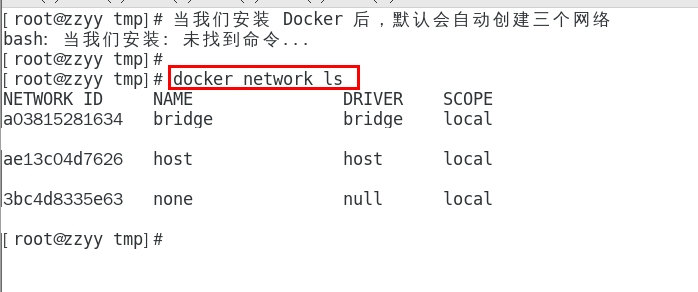 [ root@zzyy tmp]# 当我们安装 Docker 后，默认会自动创建三个网络
bash: 当我们安装: 未找到命令...
[ root@zzyy tmp]#
[ root@zzyy tmp]# docker network ls
NETWORK ID NAME DRIVER SCOPE
a03815281634 bridge bridge local
ae13c04d7626 host host local
3bc4d8335e63 none null local
[ root@zzyy tmp]#